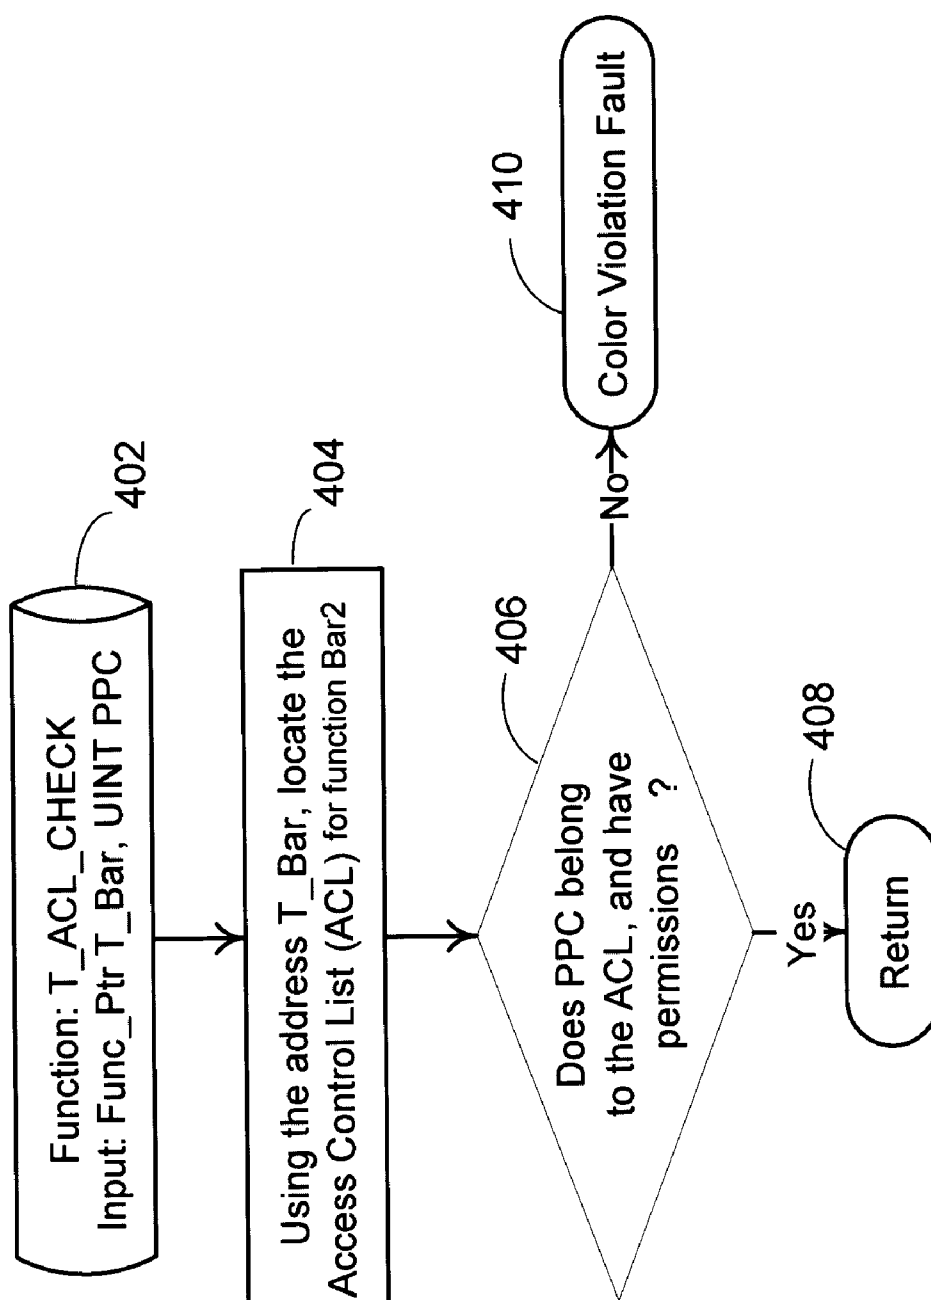 402
Function: T_ACL_CHECK
Input: Func_Ptr T_Bar, UINT PPC
404
Using the address T_Bar, locate the
Access Control List (ACL) for function Bar2
406
Does PPC belong
to the ACL, and have
permissions ?
No
410
Color Violation Fault
Yes
408
Return